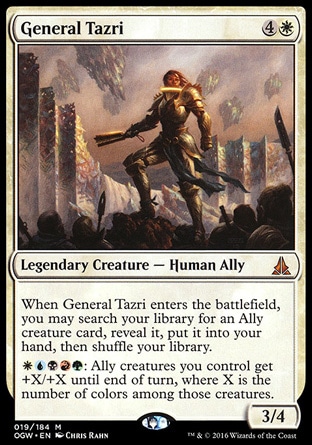 General Tazri 4
Legendary Creature — Human Ally
When General Tazri enters the battlefield,
you may search your library for an Ally
creature card, reveal it, put it into your
hand, then shuffle your library.
: Ally creatures you control get
+X/+X until end of turn, where X is the
number of colors among those creatures.
3/4
019/184 M
OGW • EN Chris Rahn
™ & © 2016 Wizards of the Coast